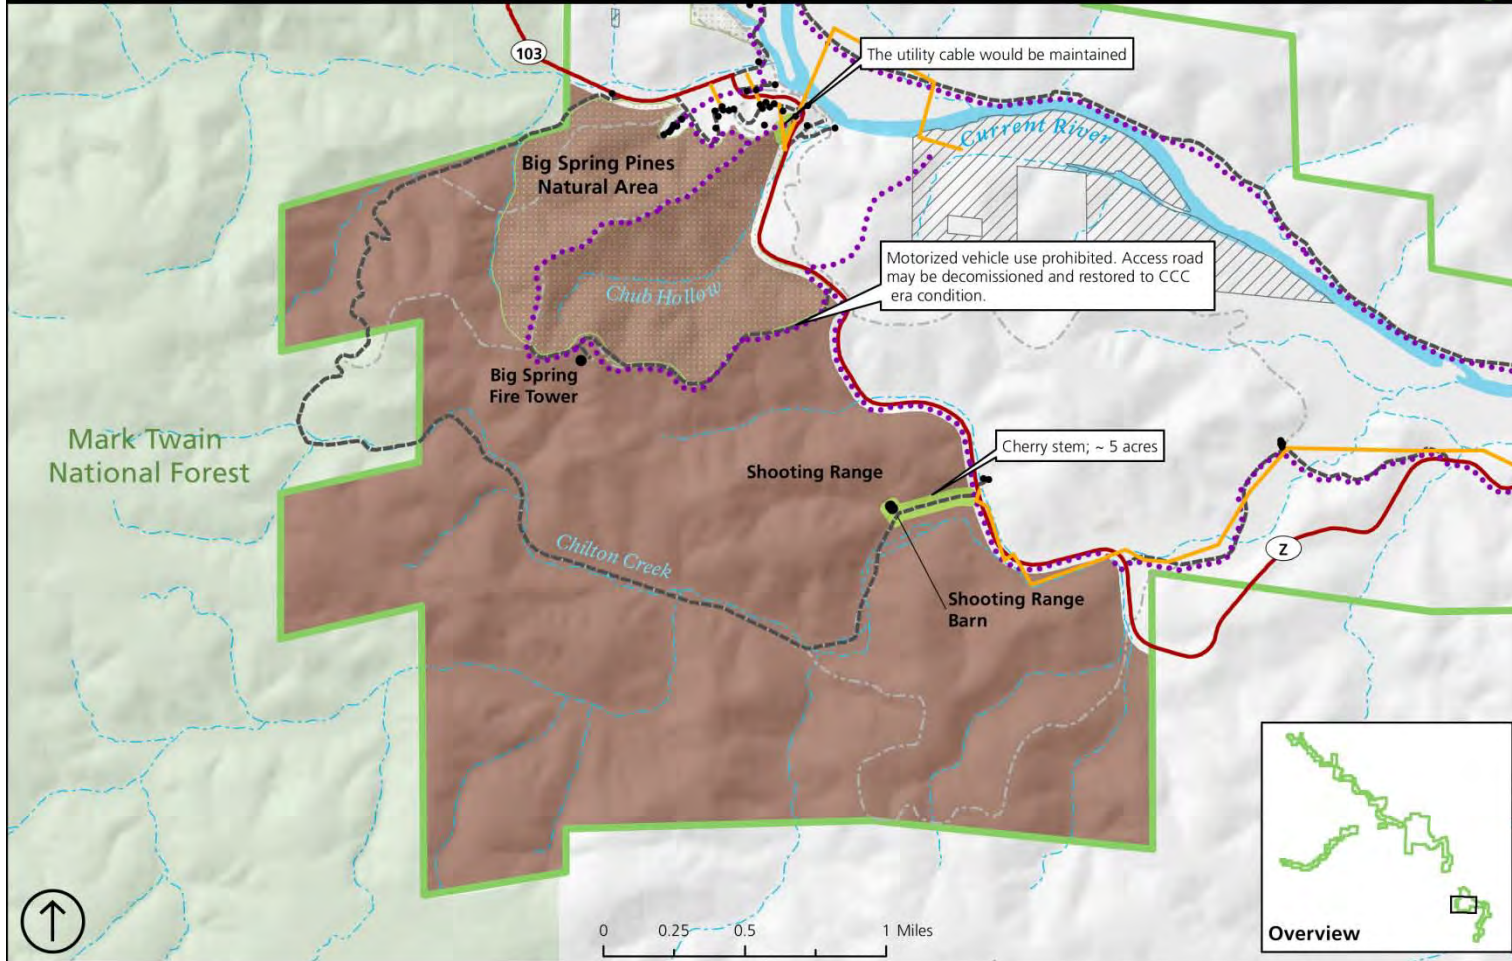 103
The utility cable would be maintained
Current River
Big Spring Pines
Natural Area
Motorized vehicle use prohibited. Access road
may be decomissioned and restored to CCC
era condition.
Chub Hollow
Big Spring
Fire Tower
Mark Twain
National Forest
Cherry stem; ~ 5 acres
Shooting Range
Chilton Creek
Z
Shooting Range
Barn
0 0.25 0.5 1 Miles
Overview